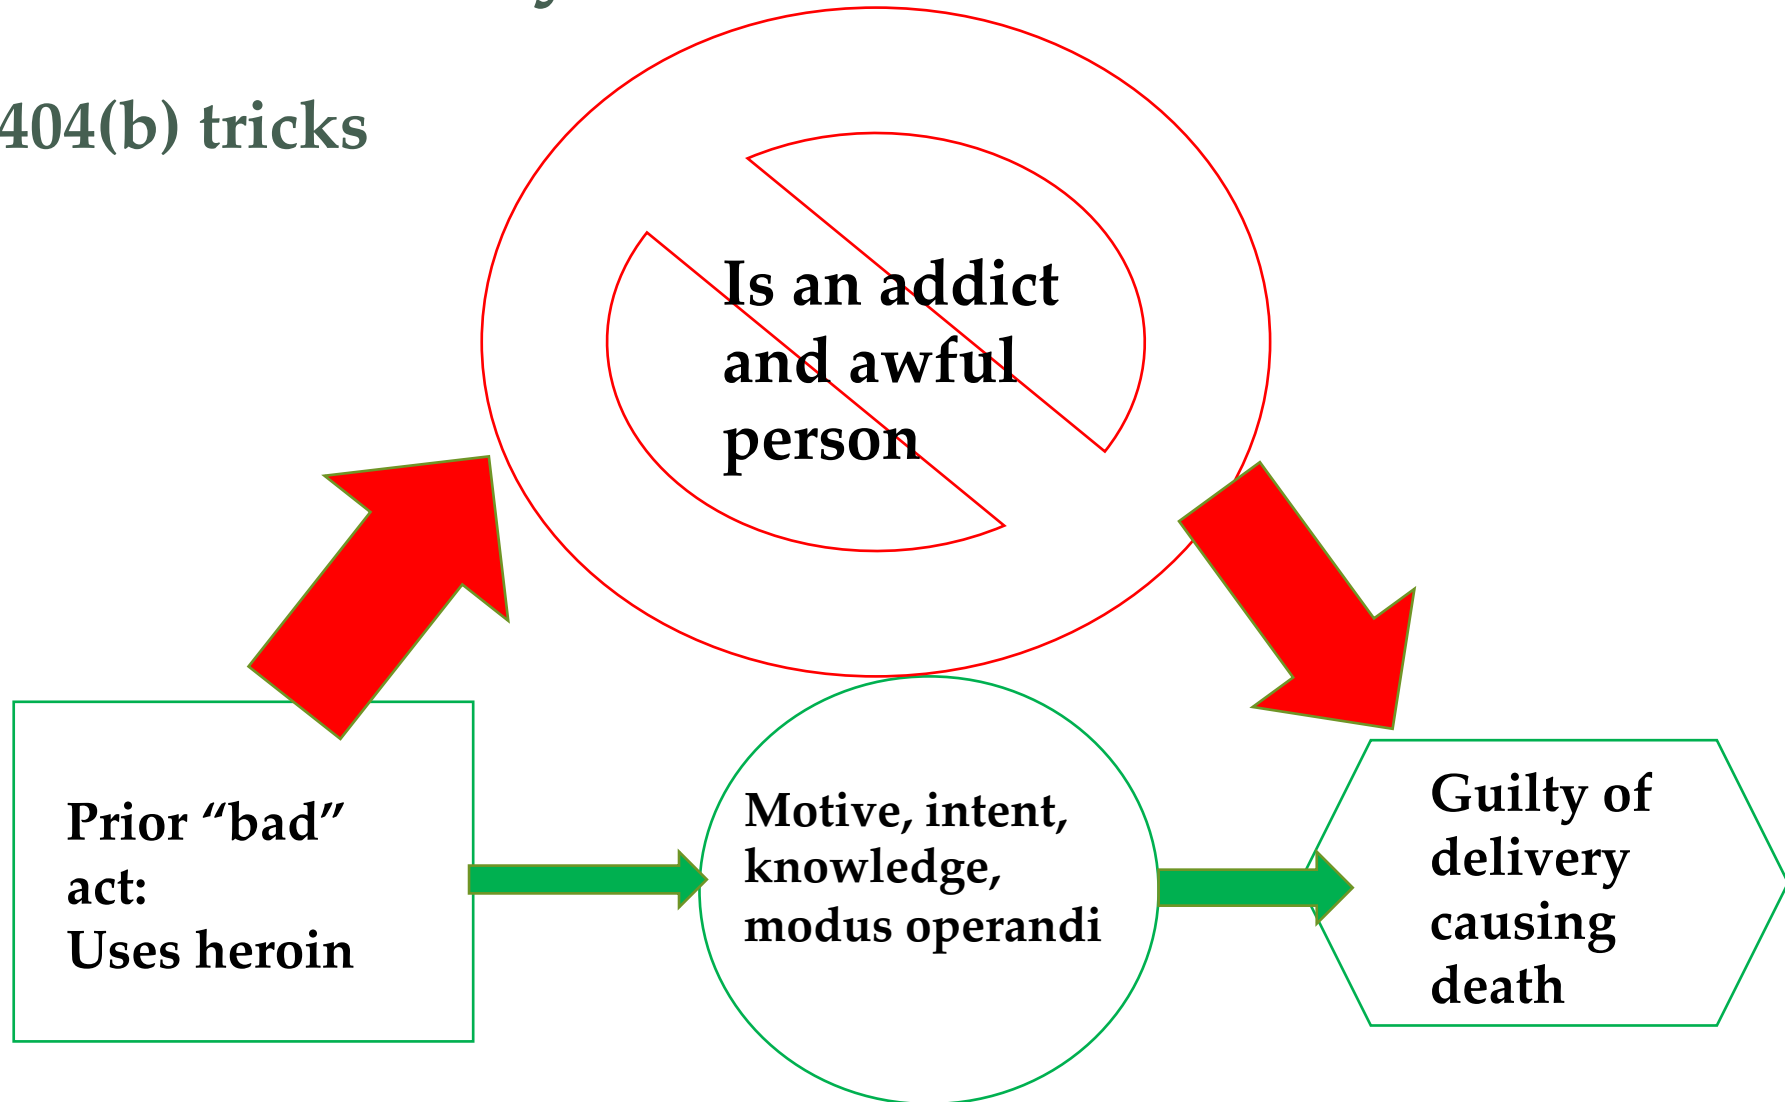 404(b) tricks
Is an addict
and awful
person
Prior “bad”
act:
Uses heroin
Motive, intent,
knowledge,
modus operandi
Guilty of
delivery
causing
death